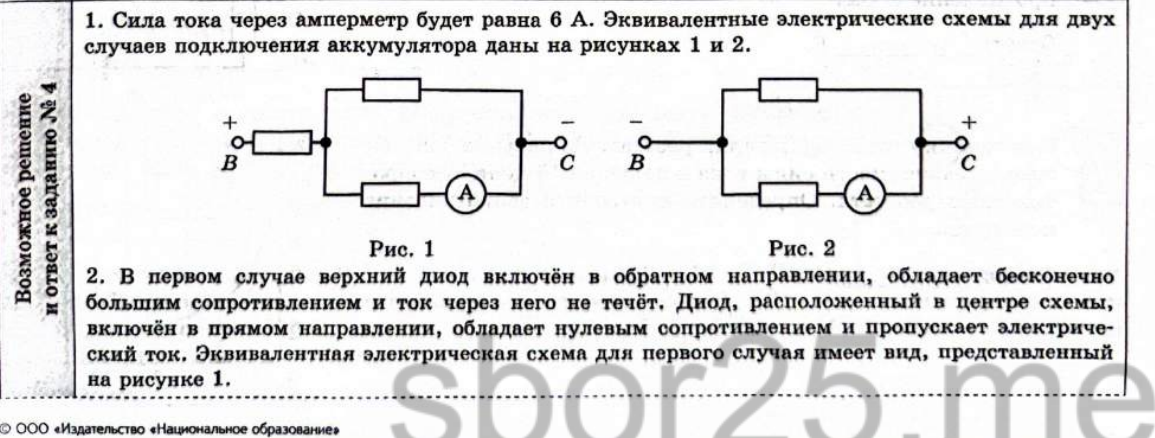 Возможное решение
и ответ к заданию № 4
1. Сила тока через амперметр будет равна 6 А. Эквивалентные электрические схемы для двух
случаев подключения аккумулятора даны на рисунках 1 и 2.
+ − − +
B C B C
A A
Рис. 1 Рис. 2
2. В первом случае верхний диод включён в обратном направлении, обладает бесконечно
большим сопротивлением и ток через него не течёт. Диод, расположенный в центре схемы,
включён в прямом направлении, обладает нулевым сопротивлением и пропускает электриче-
ский ток. Эквивалентная электрическая схема для первого случая имеет вид, представленный
на рисунке 1.
sbor25.me
© ООО «Издательство «Национальное образование»